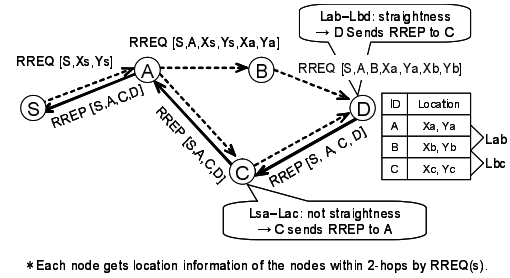 Lab–Lbd: straightness
→ D Sends RREP to C
RREQ [S,A,Xs,Ys,Xa,Ya]
RREQ [S,Xs,Ys]
RREQ [S,A,B,Xa,Ya,Xb,Yb]
A
B
S
D
C
RREP [S,A,C,D]
RREP [S,A,C,D]
RREP [S, A, C, D]
ID Location
A Xa, Ya
B Xb, Yb
C Xc, Yc
Lab
Lbc
Lsa–Lac: not straightness
→ C sends RREP to A
*Each node gets location information of the nodes within 2-hops by RREQ(s).